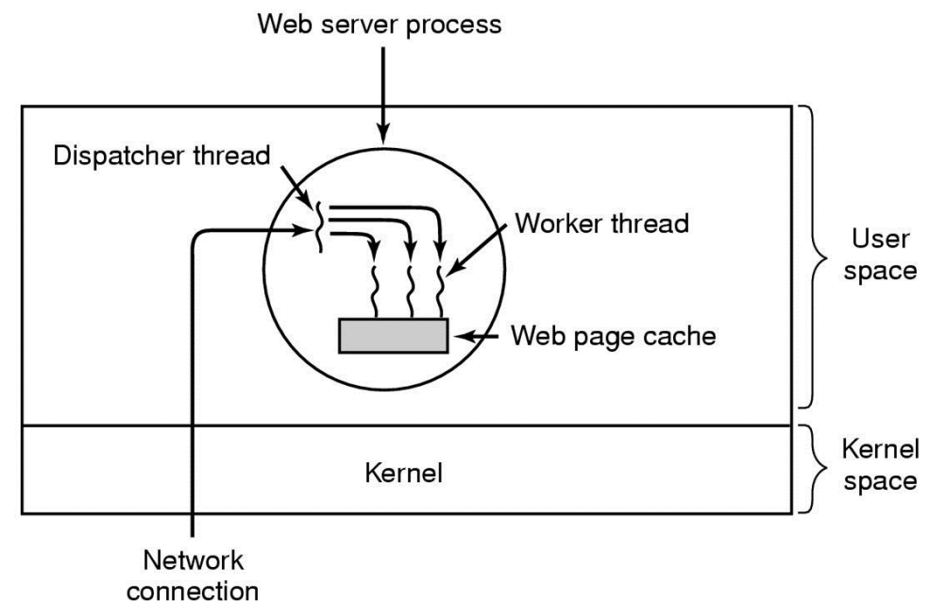 Web server process
Dispatcher thread
Worker thread
User
space
Web page cache
Kernel
Kernel
space
Network
connection